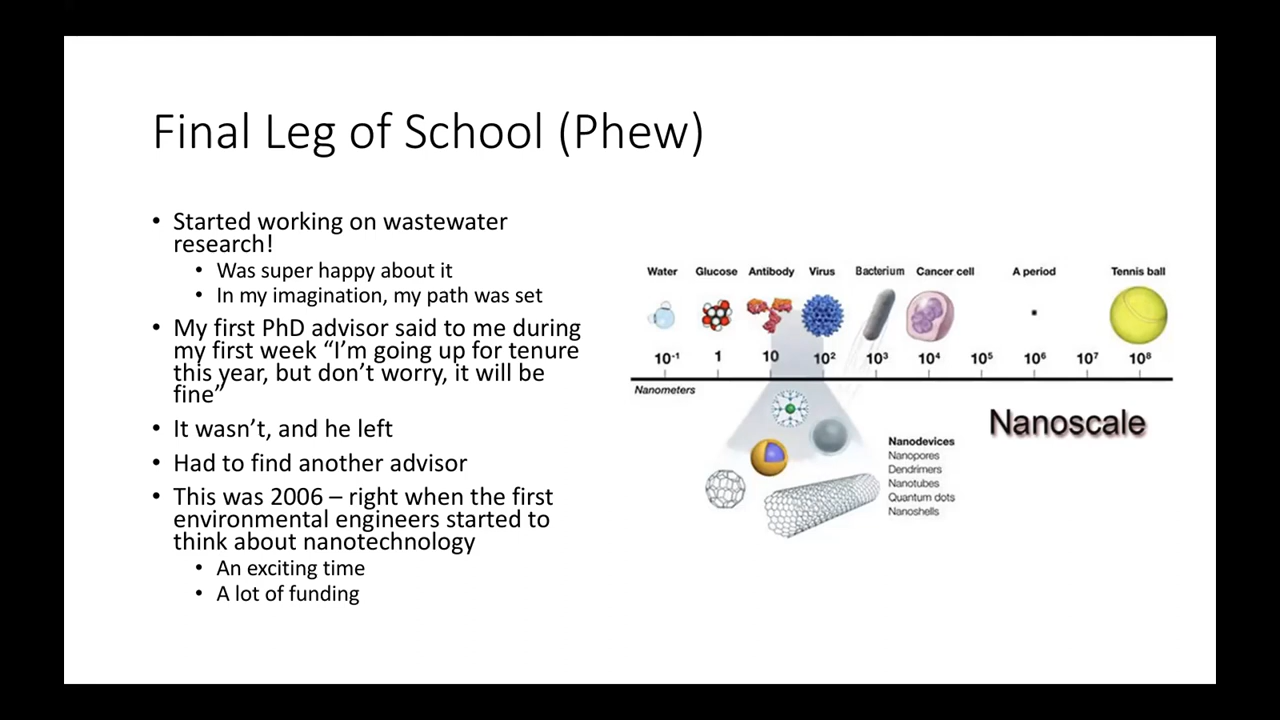 Final Leg of School (Phew)
• Started working on wastewater
research!
• Was super happy about it
• In my imagination, my path was set
• My first PhD advisor said to me during
my first week “I’m going up for tenure
this year, but don’t worry, it will be
fine”
• It wasn’t, and he left
• Had to find another advisor
• This was 2006 – right when the first
environmental engineers started to
think about nanotechnology
• An exciting time
• A lot of funding
Water Glucose Antibody Virus Bacterium Cancer cell A period Tennis ball
10⁻¹ 1 10 10² 10³ 10⁴ 10⁵ 10⁶ 10⁷ 10⁸
Nanometers
Nanoscale
Nanodevices
Nanopores
Dendrimers
Nanotubes
Quantum dots
Nanoshells